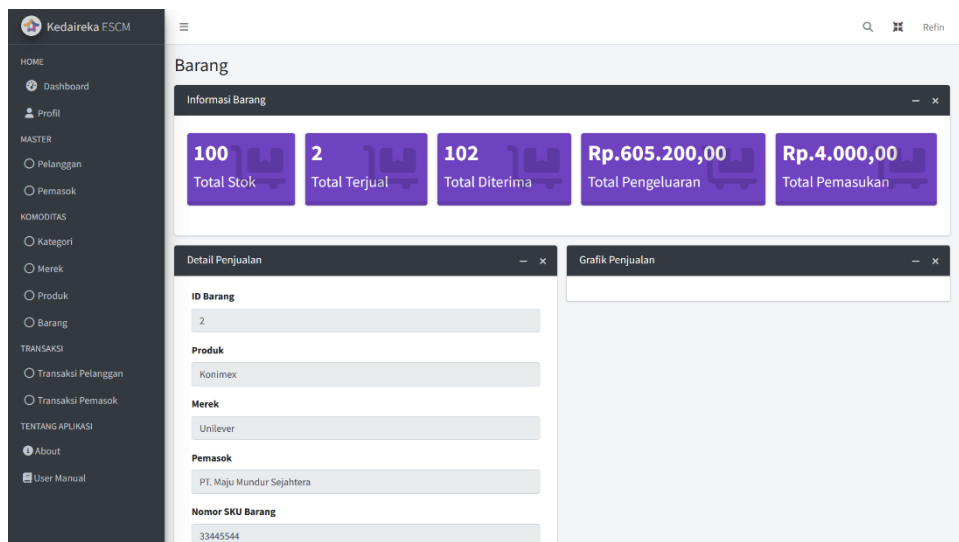 Kedaireka ESCM
Refin
HOME
Dashboard
Profil
MASTER
Pelanggan
Pemasok
KOMODITAS
Kategori
Merek
Produk
Barang
TRANSAKSI
Transaksi Pelanggan
Transaksi Pemasok
TENTANG APLIKASI
About
User Manual
Barang
Informasi Barang
100
Total Stok
2
Total Terjual
102
Total Diterima
Rp.605.200,00
Total Pengeluaran
Rp.4.000,00
Total Pemasukan
Detail Penjualan
ID Barang
2
Produk
Konimex
Merek
Unilever
Pemasok
PT. Maju Mundur Sejahtera
Nomor SKU Barang
33445544
Grafik Penjualan